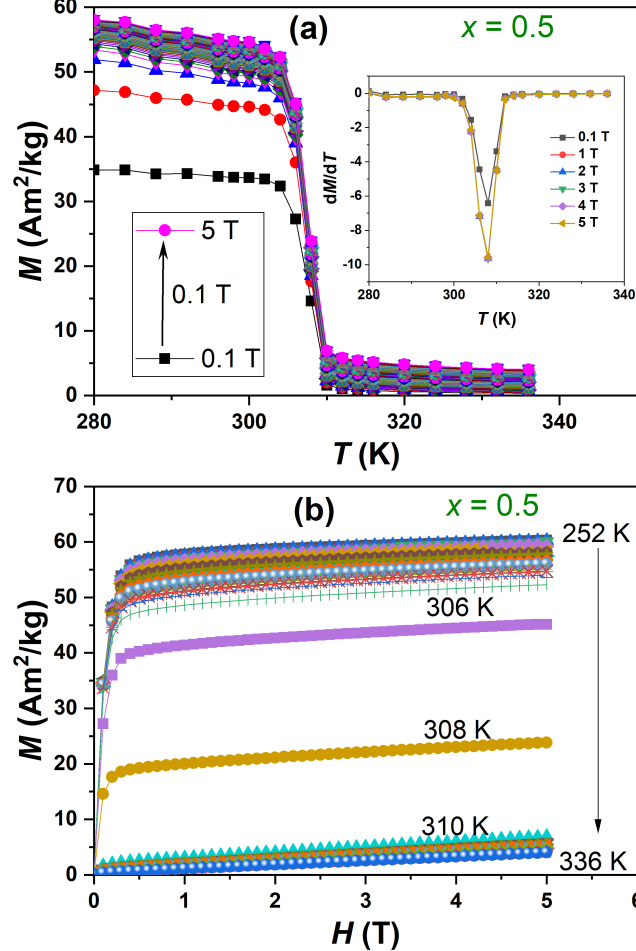 (a)
x = 0.5
M (Am²/kg)
60
50
40
30
20
10
0
5 T
0.1 T
0.1 T
280
300
320
340
T (K)
dM/dT
0
-2
-4
-6
-8
-10
0.1 T
1 T
2 T
3 T
4 T
5 T
280
300
320
340
T (K)
(b)
x = 0.5
M (Am²/kg)
70
60
50
40
30
20
10
0
252 K
306 K
308 K
310 K
336 K
0
1
2
3
4
5
6
H (T)